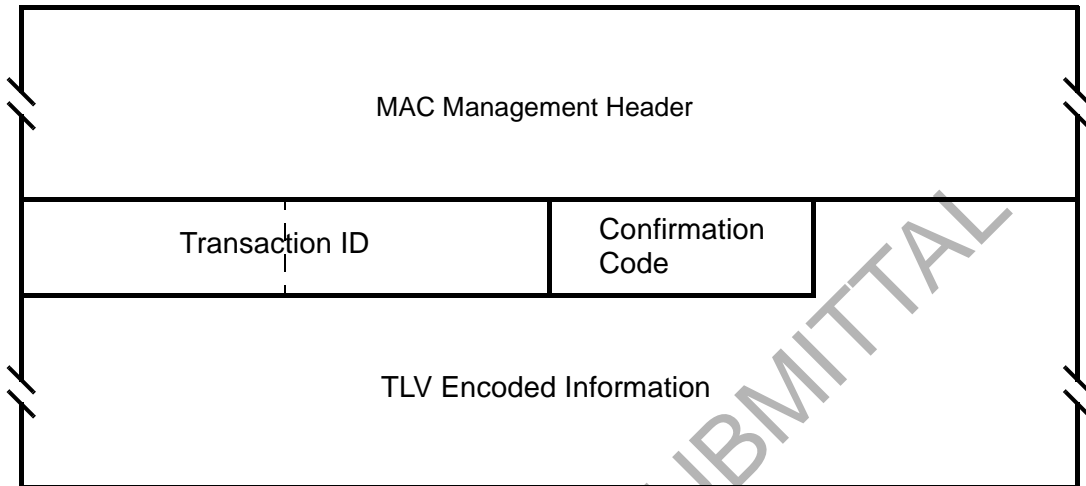 MAC Management Header
Transaction ID
Confirmation
Code
TLV Encoded Information